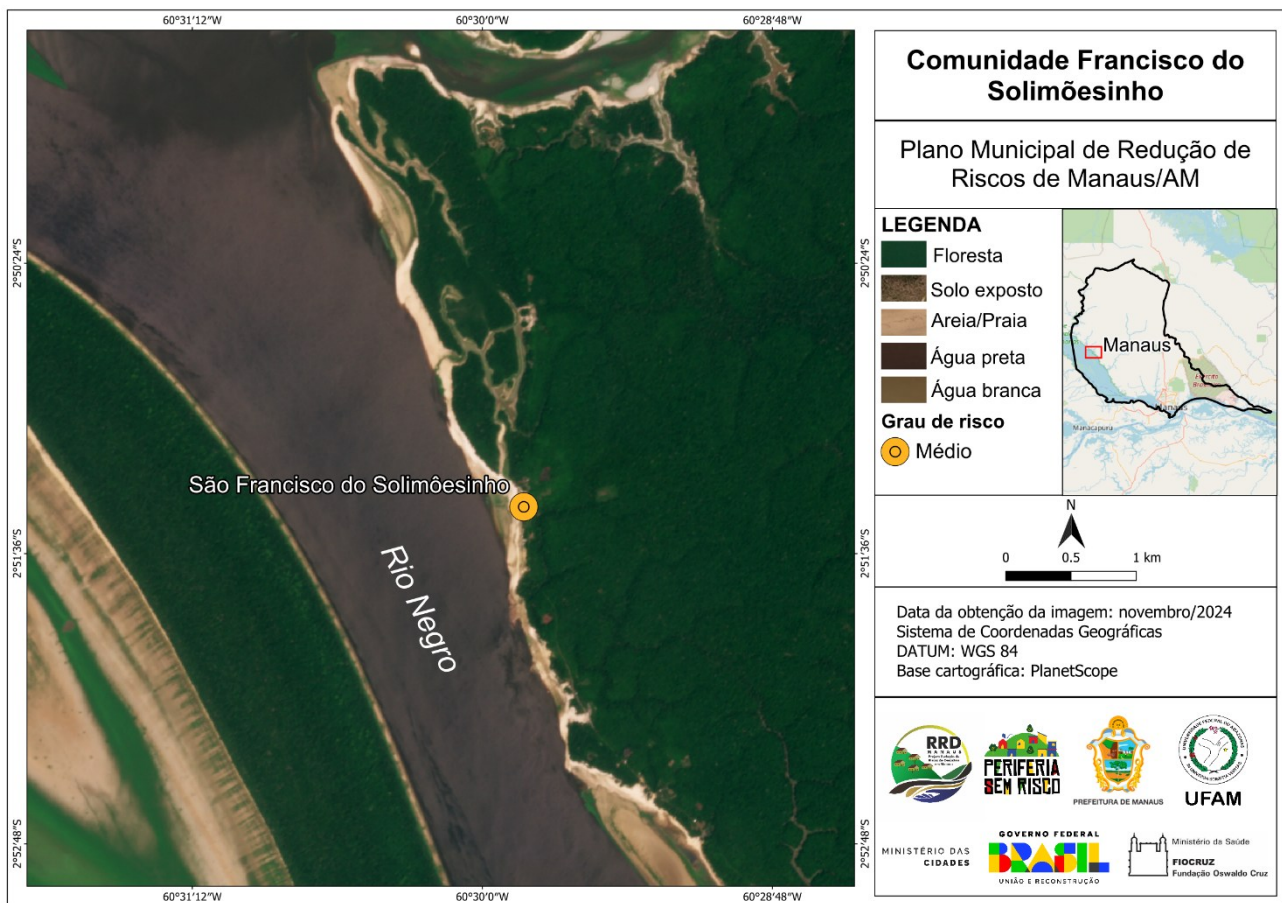 60°31'12"W
60°30'0"W
60°28'48"W
2°50'24"S
2°51'36"S
2°52'48"S
São Francisco do Solimôesinho
Rio Negro
2°50'24"S
2°51'36"S
2°52'48"S
60°31'12"W
60°30'0"W
60°28'48"W
Comunidade Francisco do
Solimõesinho
Plano Municipal de Redução de
Riscos de Manaus/AM
LEGENDA
Floresta
Solo exposto
Areia/Praia
Água preta
Água branca
Grau de risco
Médio
Manaus
Manaus
Manacapuru
N
0 0.5 1 km
Data da obtenção da imagem: novembro/2024
Sistema de Coordenadas Geográficas
DATUM: WGS 84
Base cartográfica: PlanetScope
RRD
MANAUS
PERIFERIA
SEM RISCO
PREFEITURA DE MANAUS
UNIVERSIDADE FEDERAL DO AMAZONAS
UFAM
MINISTÉRIO DAS
CIDADES
GOVERNO FEDERAL
BRASIL
UNIÃO E RECONSTRUÇÃO
Ministério da Saúde
FIOCRUZ
Fundação Oswaldo Cruz